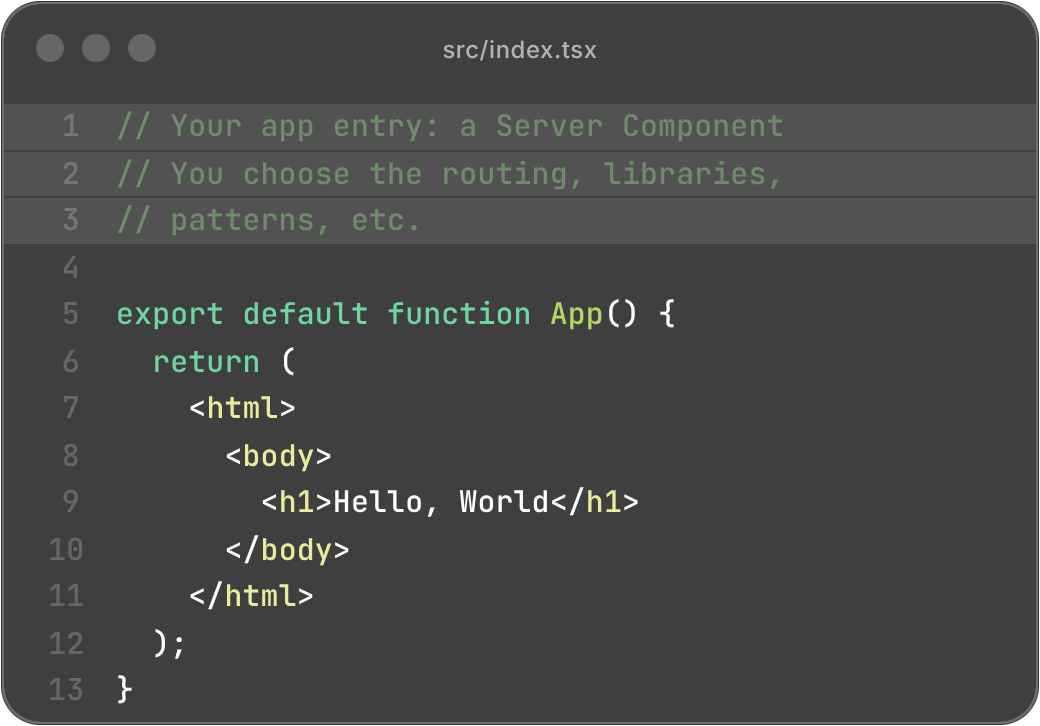 src/index.tsx
1 // Your app entry: a Server Component
2 // You choose the routing, libraries,
3 // patterns, etc.
4
5 export default function App() {
6   return (
7     <html>
8       <body>
9         <h1>Hello, World</h1>
10       </body>
11     </html>
12   );
13 }